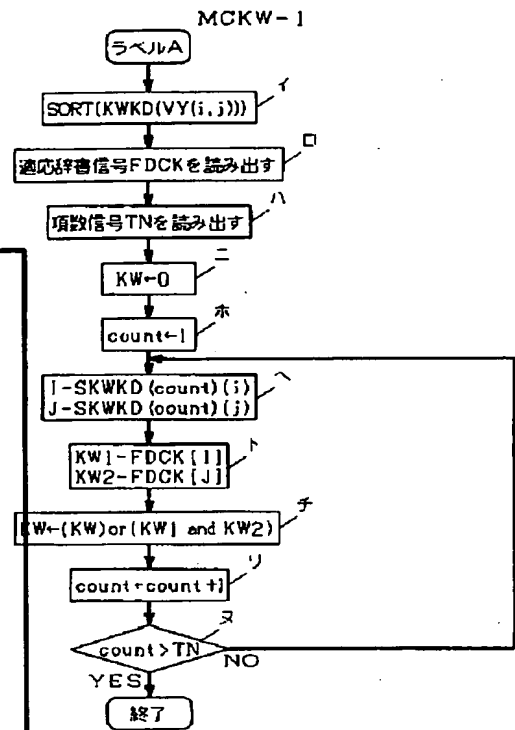 MCKW-1
ラベルA
イ
SORT(KWKD(VY(i,j)))
ロ
適応辞書信号FDCKを読み出す
ハ
項数信号TNを読み出す
ニ
KW←0
ホ
count←1
ヘ
I-SKWKD(count)(i)
J-SKWKD(count)(j)
ト
KW1-FDCK[I]
KW2-FDCK[J]
チ
KW←(KW)or(KW1 and KW2)
リ
count←count+1
ヌ
count>TN
NO
YES
終了